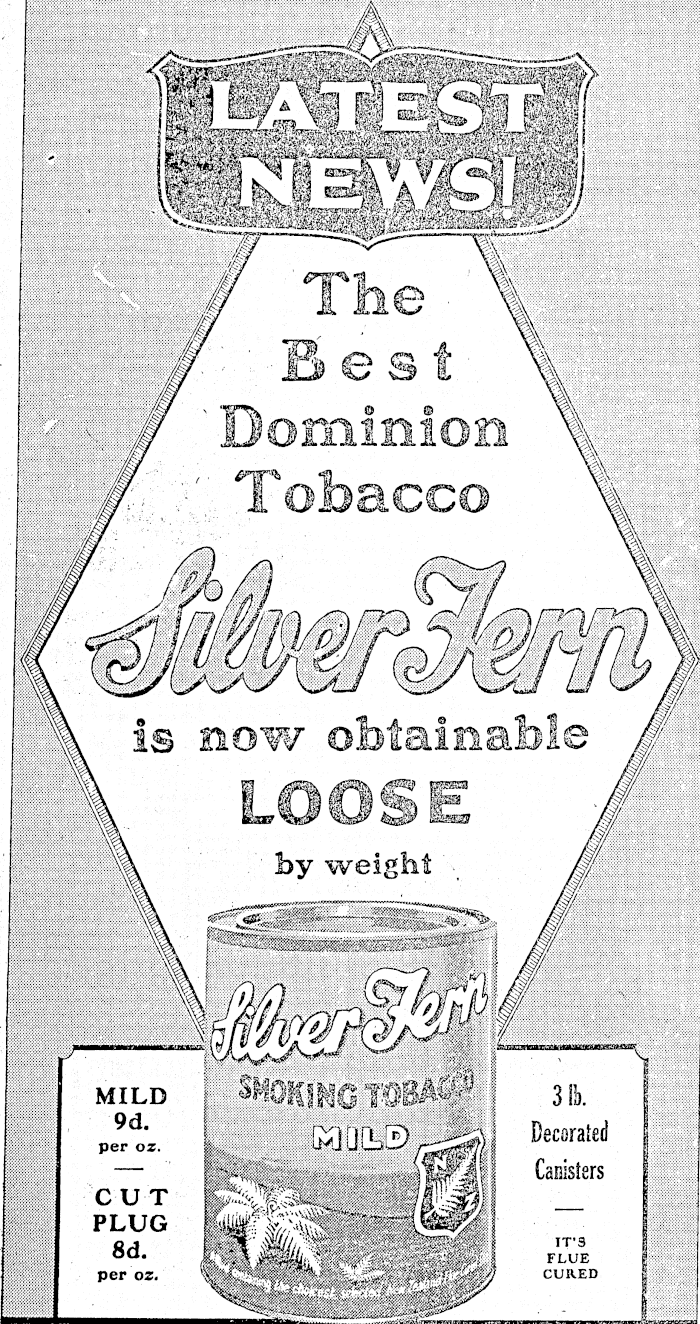 LATEST
NEWS!
The
Best
Dominion
Tobacco
Silver Fern
is now obtainable
LOOSE
by weight
Silver Fern
SMOKING TOBACCO
MILD
N
Z
MILD
9d.
per oz.
CUT
PLUG
8d.
per oz.
3 lb.
Decorated
Canisters
IT'S
FLUE
CURED